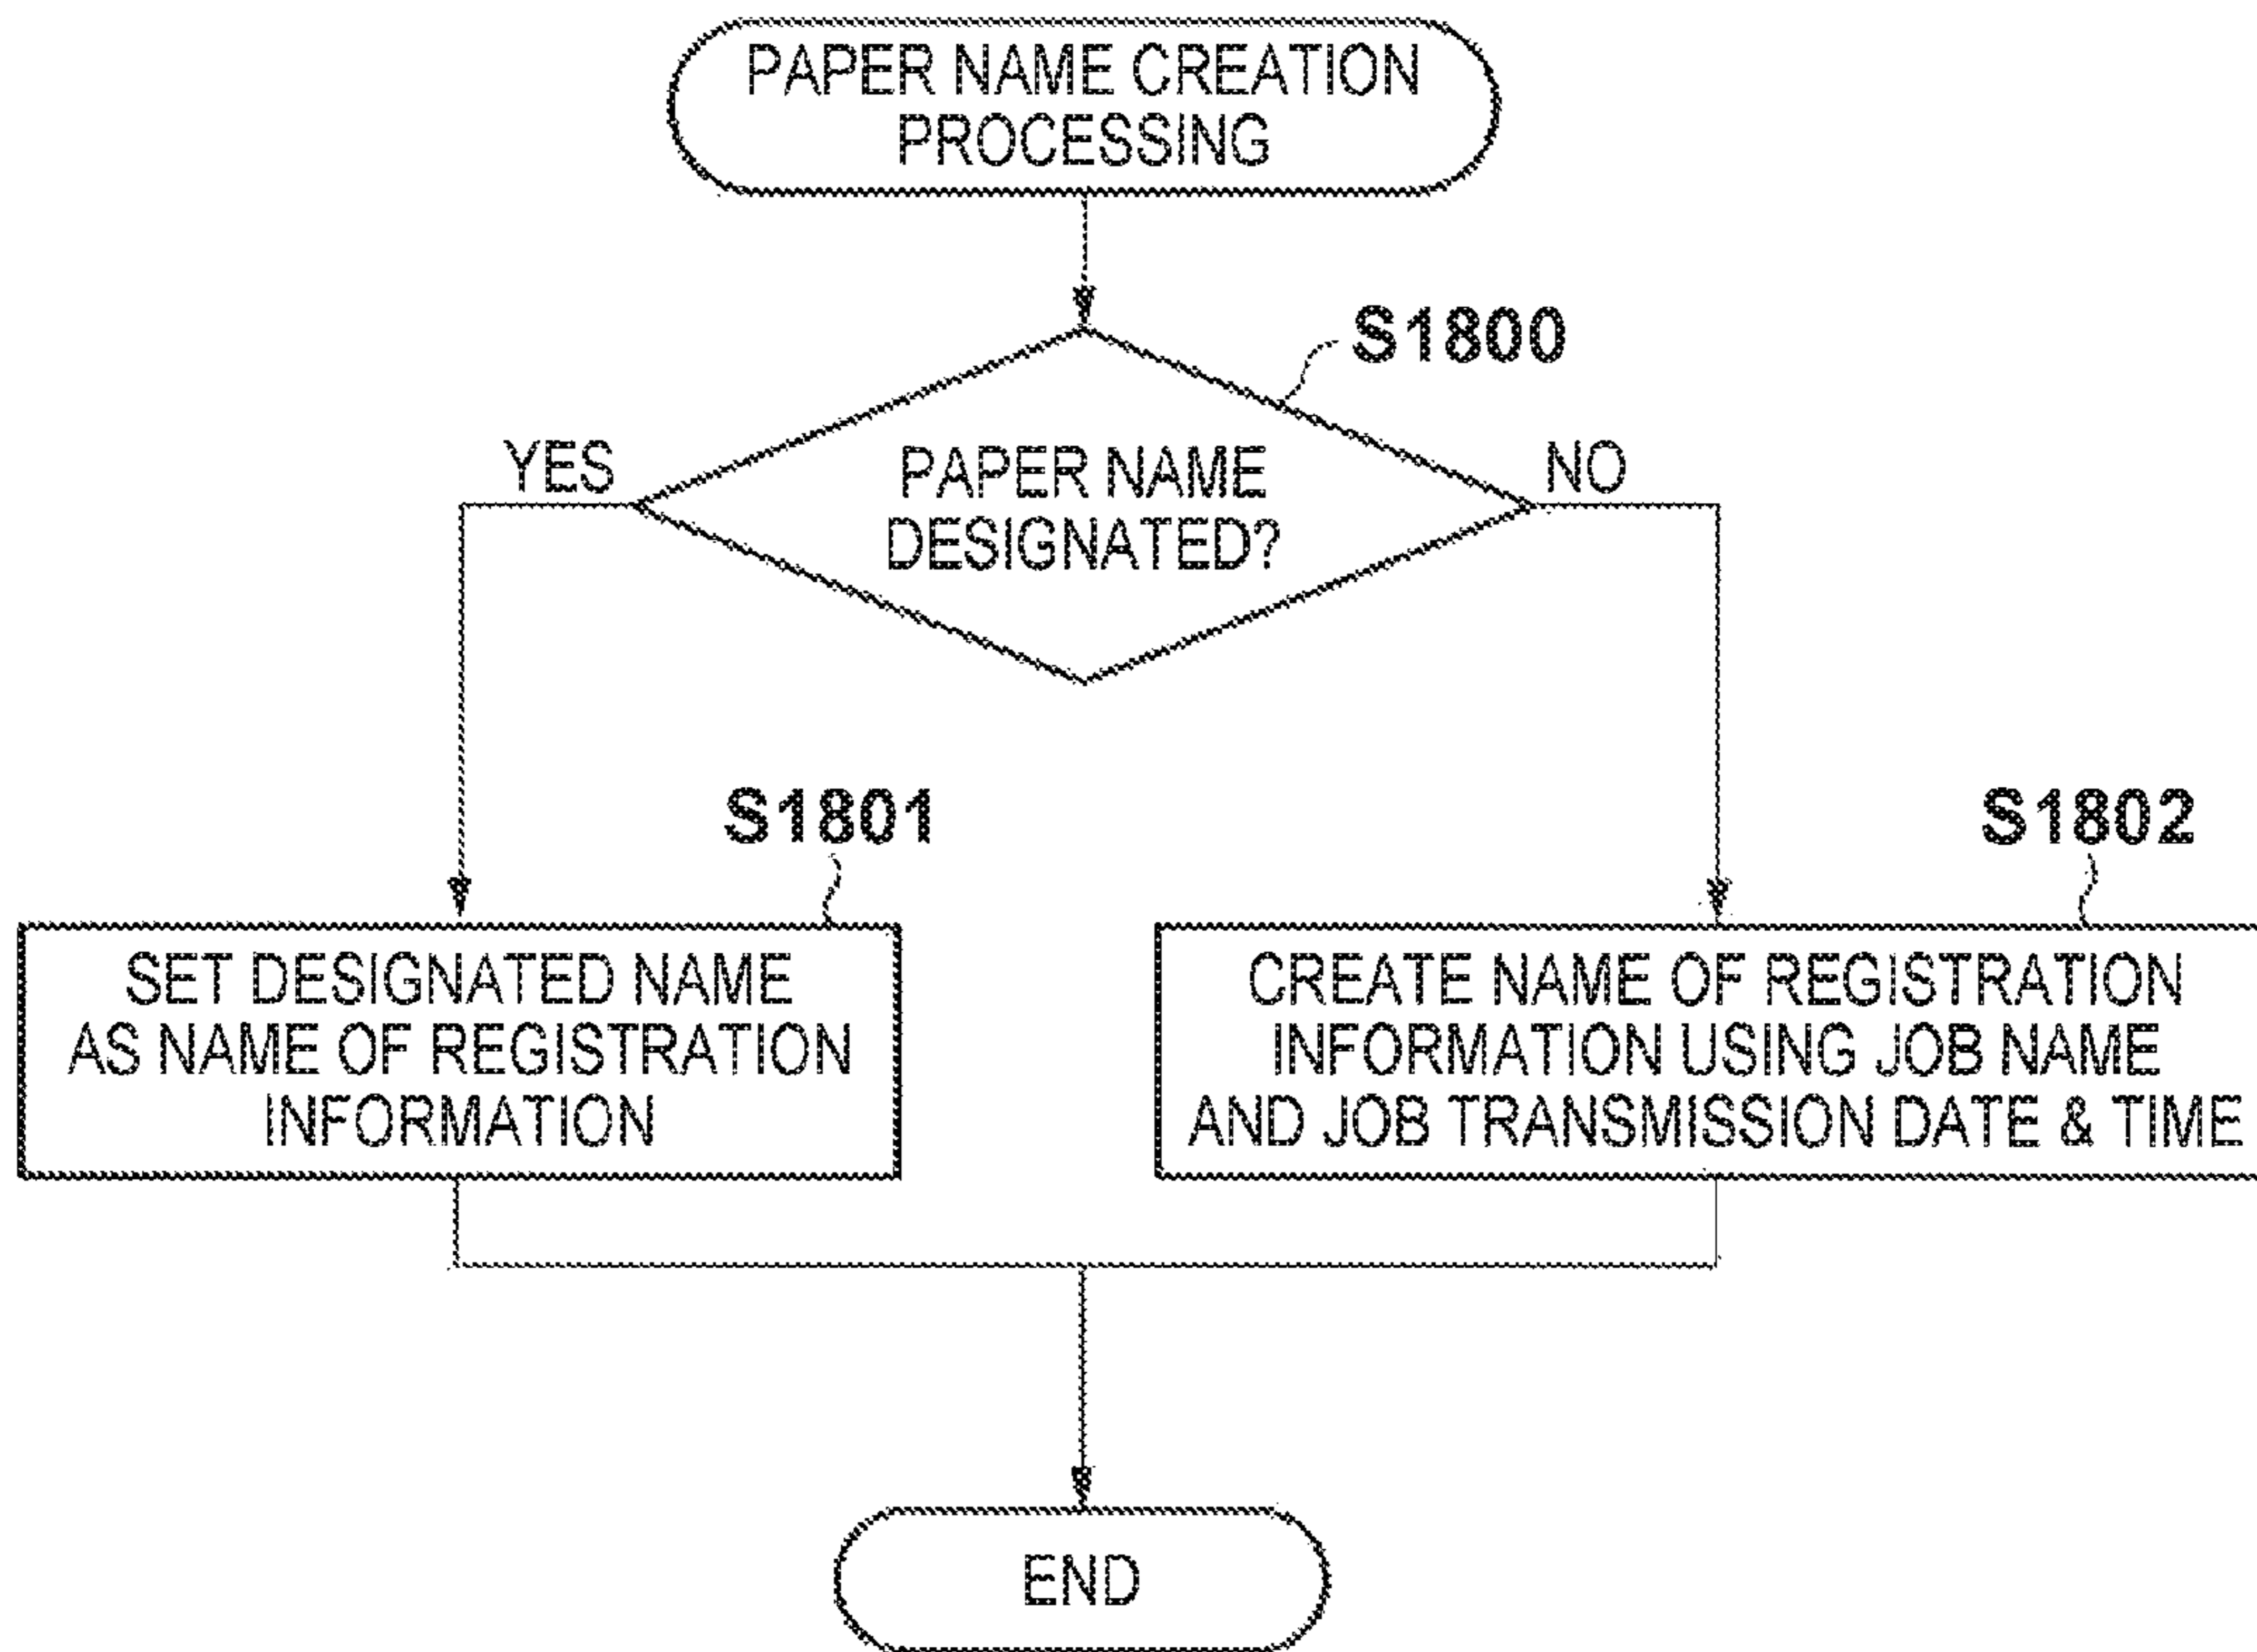 PAPER NAME CREATION
PROCESSING
S1800
YES
PAPER NAME
DESIGNATED?
NO
S1801
SET DESIGNATED NAME
AS NAME OF REGISTRATION
INFORMATION
S1802
CREATE NAME OF REGISTRATION
INFORMATION USING JOB NAME
AND JOB TRANSMISSION DATE & TIME
END